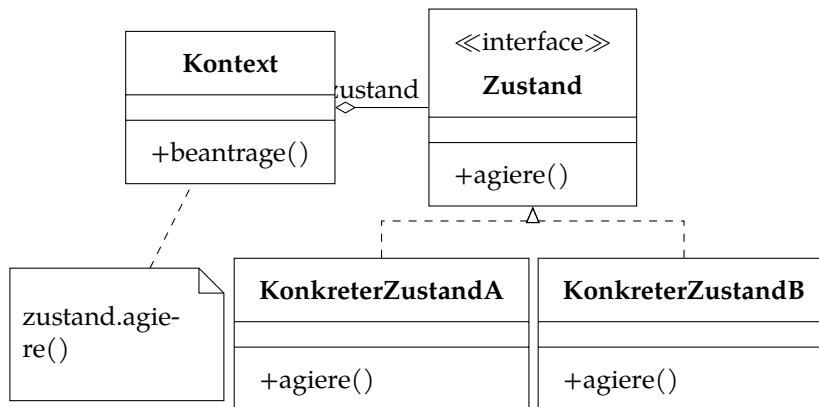 ≪interface≫
Kontext
Zustand
zustand
+beantrage()
+agiere()
zustand.agie-
re()
KonkreterZustandA
KonkreterZustandB
+agiere()
+agiere()